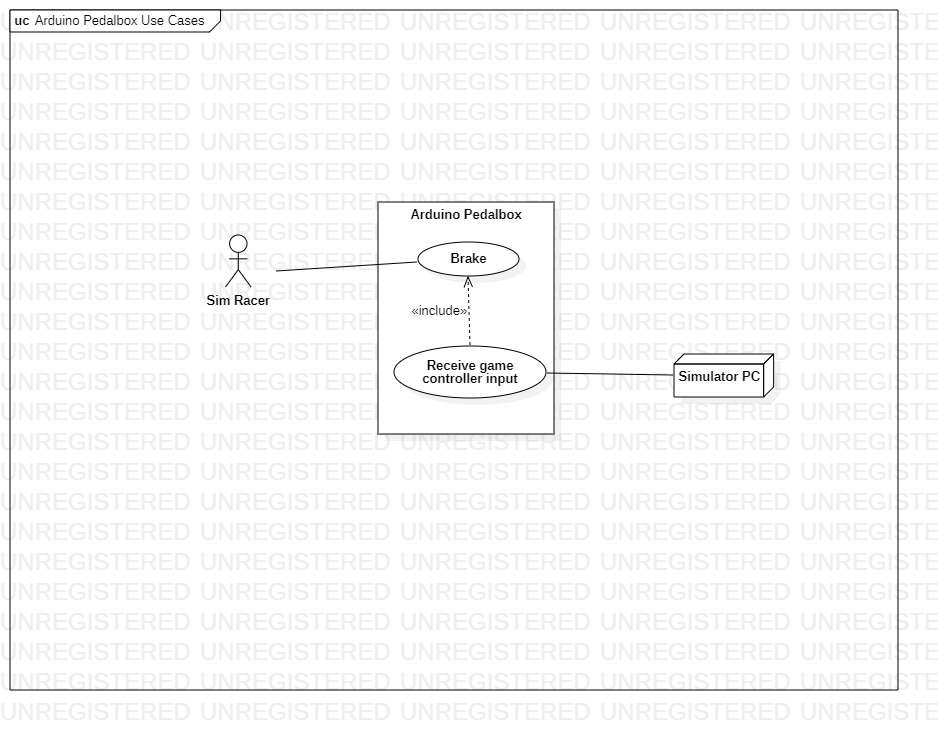 uc Arduino Pedalbox Use Cases
Arduino Pedalbox
Brake
Sim Racer
«include»
Receive game
controller input
Simulator PC
UNREGISTERED UNREGISTERED UNREGISTERED UNREGISTERED UNREGISTERED